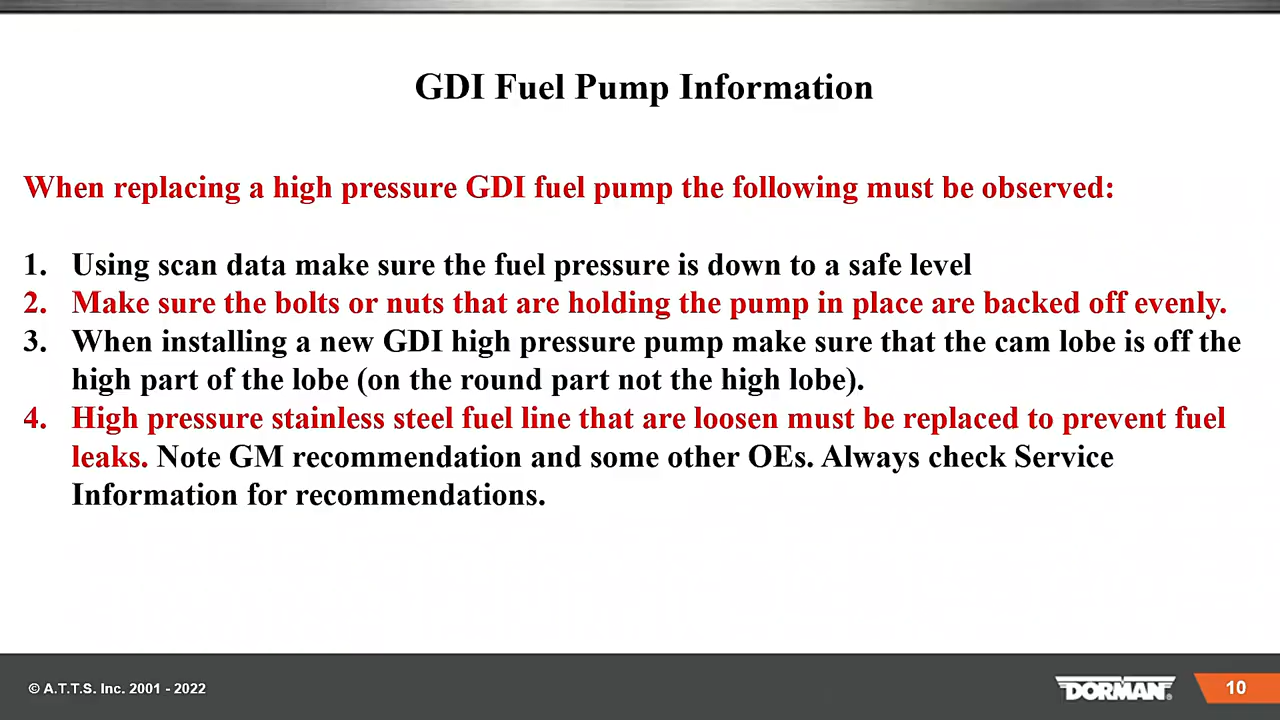 GDI Fuel Pump Information
When replacing a high pressure GDI fuel pump the following must be observed:
1. Using scan data make sure the fuel pressure is down to a safe level
2. Make sure the bolts or nuts that are holding the pump in place are backed off evenly.
3. When installing a new GDI high pressure pump make sure that the cam lobe is off the
high part of the lobe (on the round part not the high lobe).
4. High pressure stainless steel fuel line that are loosen must be replaced to prevent fuel
leaks. Note GM recommendation and some other OEs. Always check Service
Information for recommendations.
© A.T.T.S. Inc. 2001 - 2022
DORMAN®
10